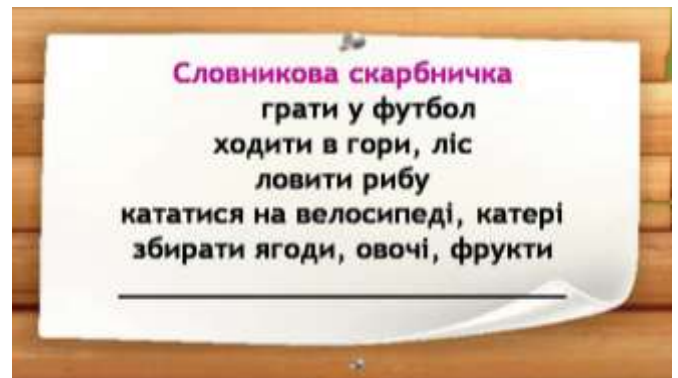 Словникова скарбничка
грати у футбол
ходити в гори, ліс
ловити рибу
кататися на велосипеді, катері
збирати ягоди, овочі, фрукти